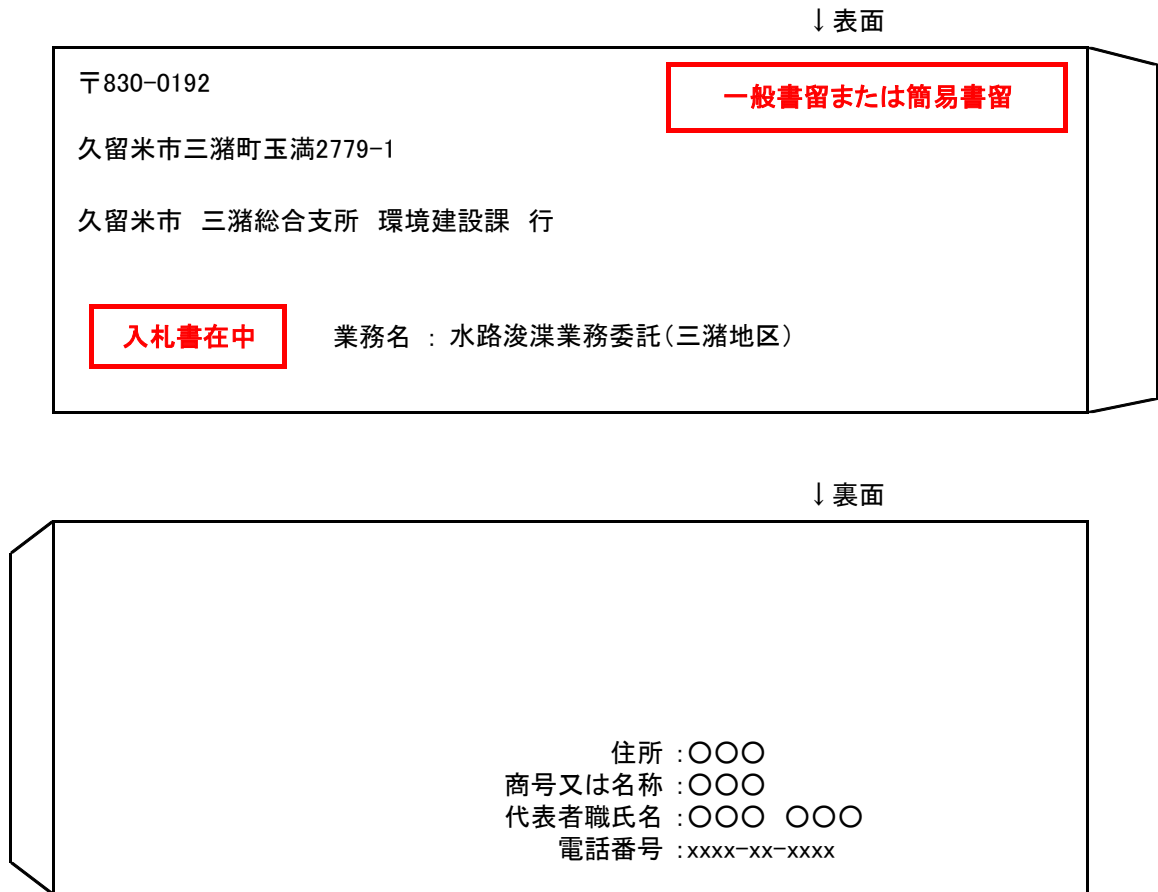 ↓表面
〒830-0192
一般書留または簡易書留
久留米市三潴町玉満2779-1
久留米市　三潴総合支所　環境建設課　行
入札書在中
業務名 ： 水路浚渫業務委託（三潴地区）
↓裏面
住所 ：〇〇〇
商号又は名称 ：〇〇〇
代表者職氏名 ：〇〇〇　〇〇〇
電話番号 ：xxxx-xx-xxxx